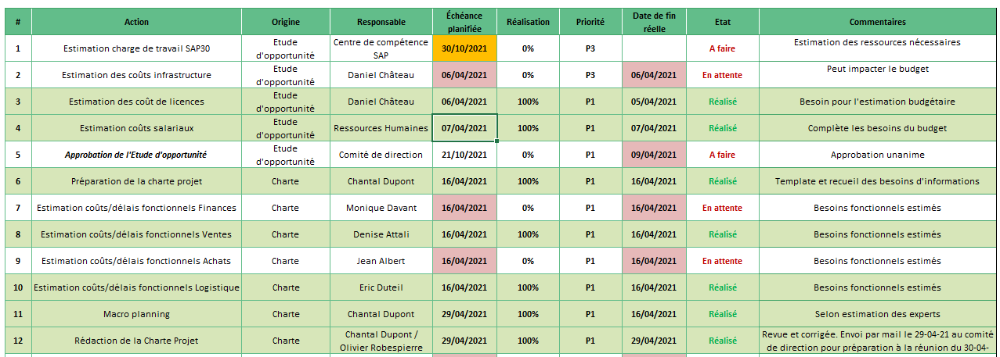 # Action Origine Responsable Échéance planifiée Réalisation Priorité Date de fin réelle Etat Commentaires
1 Estimation charge de travail SAP30 Etude d'opportunité Centre de compétence SAP 30/10/2021 0% P3 A faire Estimation des ressources nécessaires
2 Estimation des coûts infrastructure Etude d'opportunité Daniel Château 06/04/2021 0% P3 06/04/2021 En attente Peut impacter le budget
3 Estimation des coût de licences Etude d'opportunité Daniel Château 06/04/2021 100% P1 05/04/2021 Réalisé Besoin pour l'estimation budgétaire
4 Estimation coûts salariaux Etude d'opportunité Ressources Humaines 07/04/2021 100% P1 07/04/2021 Réalisé Complète les besoins du budget
5 Approbation de l'Etude d'opportunité Etude d'opportunité Comité de direction 21/10/2021 0% P1 09/04/2021 A faire Approbation unanime
6 Préparation de la charte projet Charte Chantal Dupont 16/04/2021 100% P1 16/04/2021 Réalisé Template et recueil des besoins d'informations
7 Estimation coûts/délais fonctionnels Finances Charte Monique Davant 16/04/2021 0% P1 16/04/2021 En attente Besoins fonctionnels estimés
8 Estimation coûts/délais fonctionnels Ventes Charte Denise Attali 16/04/2021 100% P1 16/04/2021 Réalisé Besoins fonctionnels estimés
9 Estimation coûts/délais fonctionnels Achats Charte Jean Albert 16/04/2021 0% P1 16/04/2021 En attente Besoins fonctionnels estimés
10 Estimation coûts/délais fonctionnels Logistique Charte Eric Duteil 16/04/2021 100% P1 16/04/2021 Réalisé Besoins fonctionnels estimés
11 Macro planning Charte Chantal Dupont 29/04/2021 100% P1 16/04/2021 Réalisé Selon estimation des experts
12 Rédaction de la Charte Projet Charte Chantal Dupont / Olivier Robespierre 29/04/2021 100% P1 29/04/2021 Réalisé Revue et corrigée. Envoi par mail le 29-04-21 au comité de direction pour préparation à la réunion du 30-04-